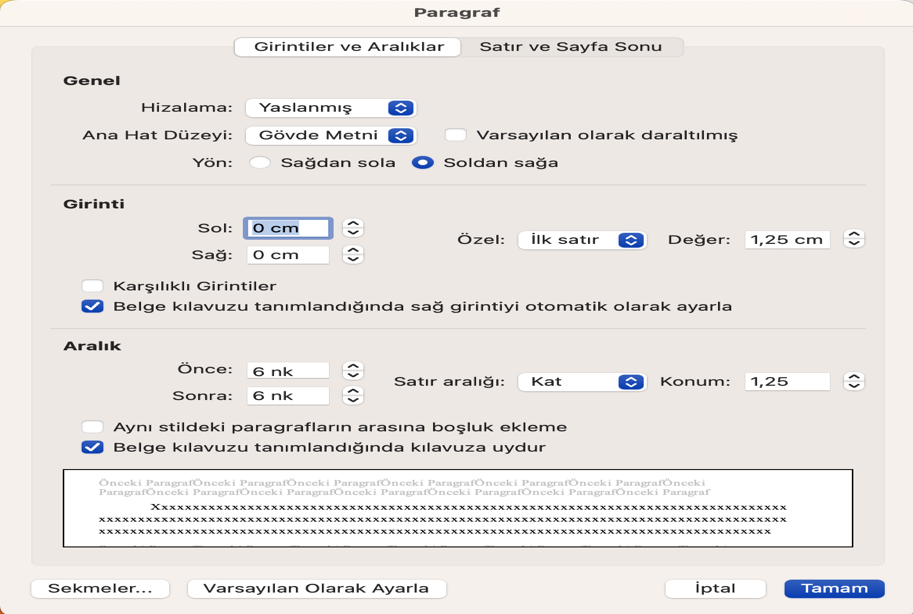 Paragraf
Girintiler ve Aralıklar Satır ve Sayfa Sonu
Genel
Hizalama: Yaslanmış
Ana Hat Düzeyi: Gövde Metni Varsayılan olarak daraltılmış
Yön: Sağdan sola Soldan sağa
Girinti
Sol: 0 cm
Özel: İlk satır Değer: 1,25 cm
Sağ: 0 cm
Karşılıklı Girintiler
Belge kılavuzu tanımlandığında sağ girintiyi otomatik olarak ayarla
Aralık
Önce: 6 nk
Satır aralığı: Kat Konum: 1,25
Sonra: 6 nk
Aynı stildeki paragrafların arasına boşluk ekleme
Belge kılavuzu tanımlandığında kılavuza uydur
Önceki ParagrafÖnceki ParagrafÖnceki ParagrafÖnceki ParagrafÖnceki ParagrafÖnceki ParagrafÖnceki
ParagrafÖnceki ParagrafÖnceki ParagrafÖnceki ParagrafÖnceki ParagrafÖnceki ParagrafÖnceki Paragraf
Sekmeler... Varsayılan Olarak Ayarla İptal Tamam